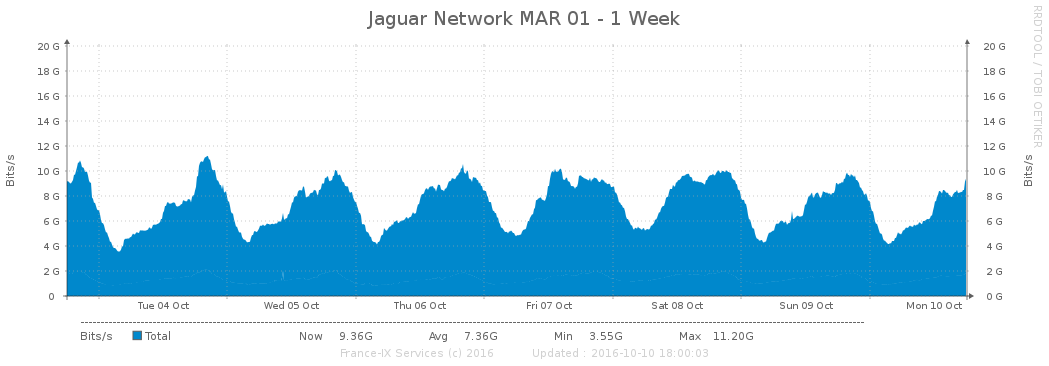 Jaguar Network MAR 01 - 1 Week
RRDTOOL / TOBI OETIKER
Bits/s
Bits/s
20 G 20 G
18 G 18 G
16 G 16 G
14 G 14 G
12 G 12 G
10 G 10 G
8 G 8 G
6 G 6 G
4 G 4 G
2 G 2 G
0 0 G
Tue 04 Oct Wed 05 Oct Thu 06 Oct Fri 07 Oct Sat 08 Oct Sun 09 Oct Mon 10 Oct
Bits/s Total Now 9.36G Avg 7.36G Min 3.55G Max 11.20G
France-IX Services (c) 2016 Updated : 2016-10-10 18:00:03